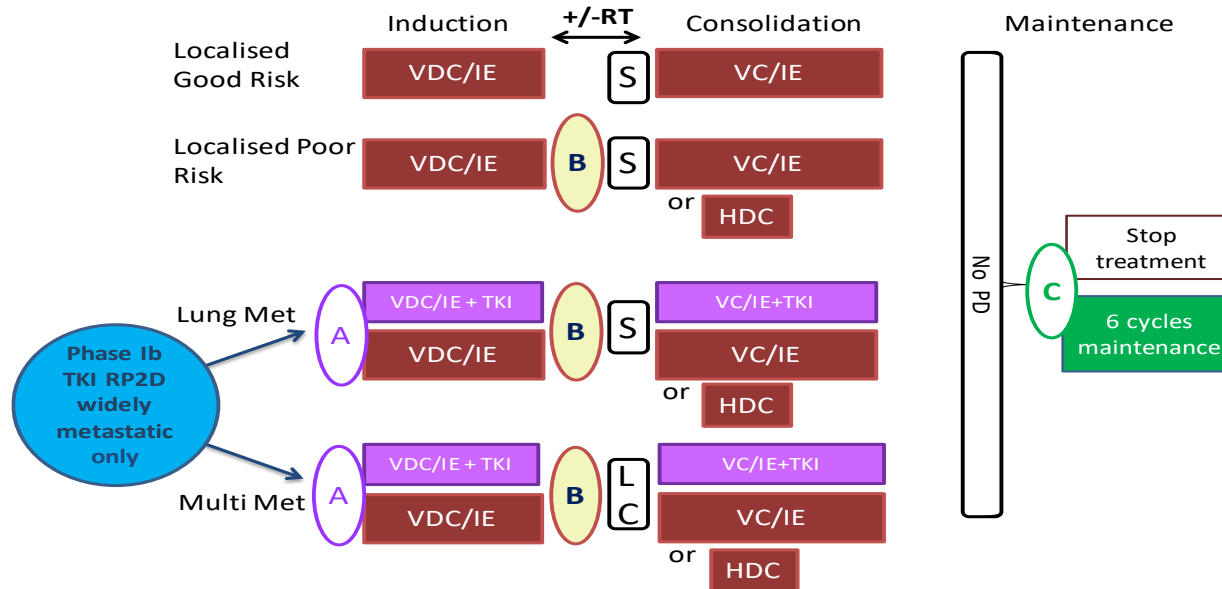 Induction
+/-RT
Consolidation
Maintenance
Localised
Good Risk
VDC/IE
S
VC/IE
Localised Poor
Risk
VDC/IE
B
S
VC/IE
or
HDC
Lung Met
A
VDC/IE + TKI
VDC/IE
B
S
VC/IE+TKI
VC/IE
or
HDC
Phase Ib
TKI RP2D
widely
metastatic
only
Multi Met
A
VDC/IE + TKI
VDC/IE
B
L
C
VC/IE+TKI
VC/IE
or
HDC
No PD
C
Stop
treatment
6 cycles
maintenance